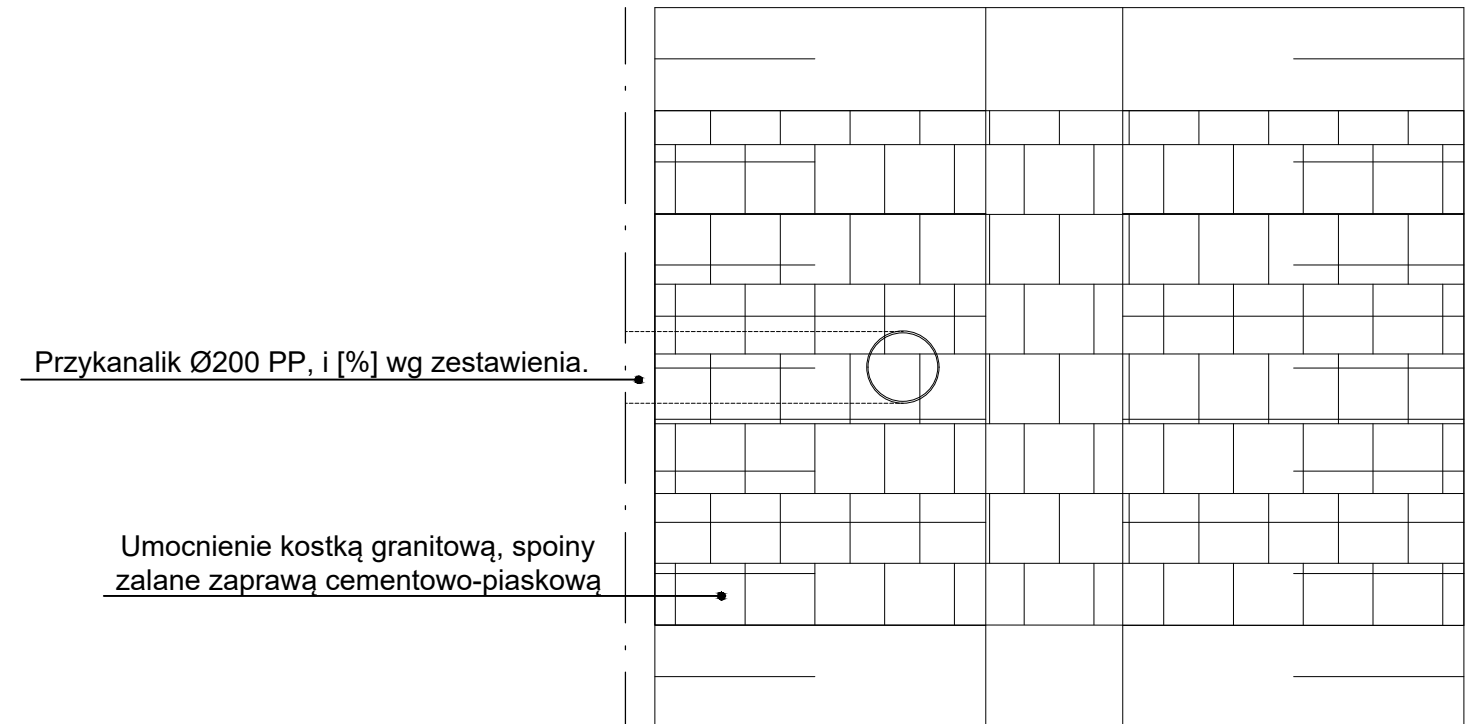 Przykanalik Ø200 PP, i [%] wg zestawienia.
Umocnienie kostką granitową, spoiny
zalane zaprawą cementowo-piaskową